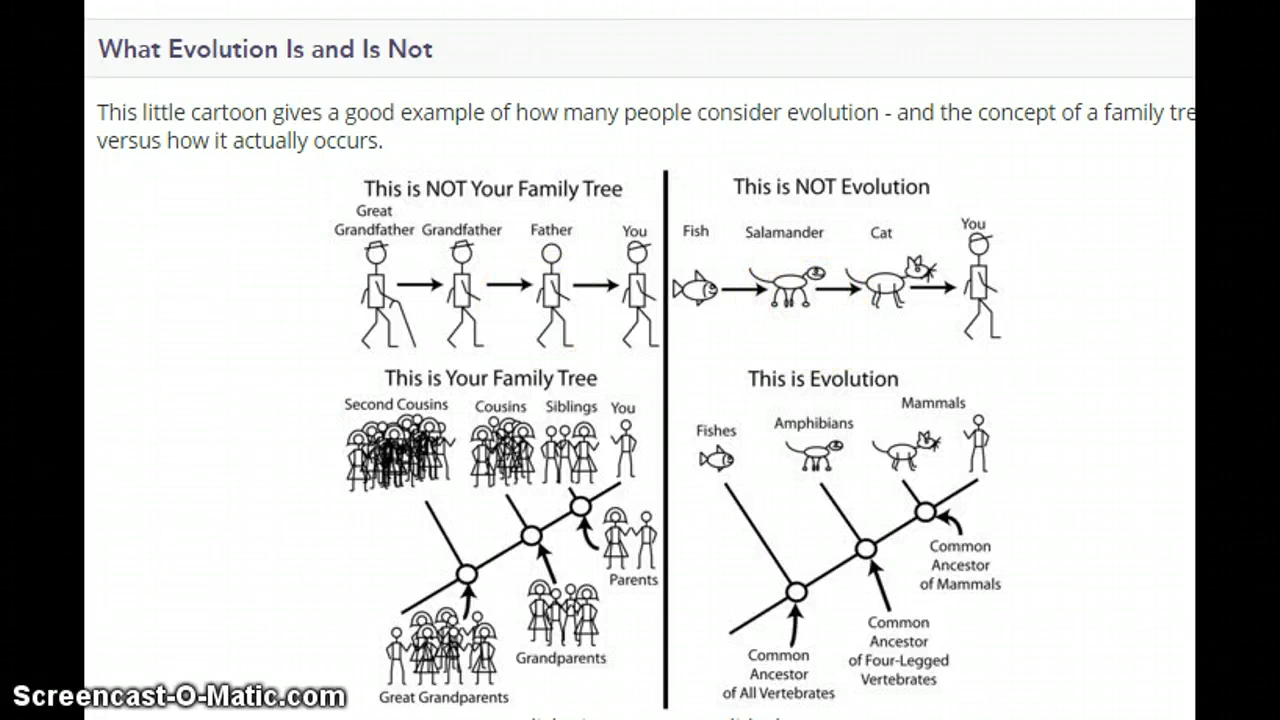 What Evolution Is and Is Not
This little cartoon gives a good example of how many people consider evolution - and the concept of a family tre
versus how it actually occurs.
This is NOT Your Family Tree
Great
Grandfather Grandfather Father You
This is NOT Evolution
Fish Salamander Cat You
This is Your Family Tree
Second Cousins Cousins Siblings You
Parents
Grandparents
Great Grandparents
This is Evolution
Fishes Amphibians Mammals
Common
Ancestor
of Mammals
Common
Ancestor
of Four-Legged
Vertebrates
Common
Ancestor
of All Vertebrates
Screencast-O-Matic.com